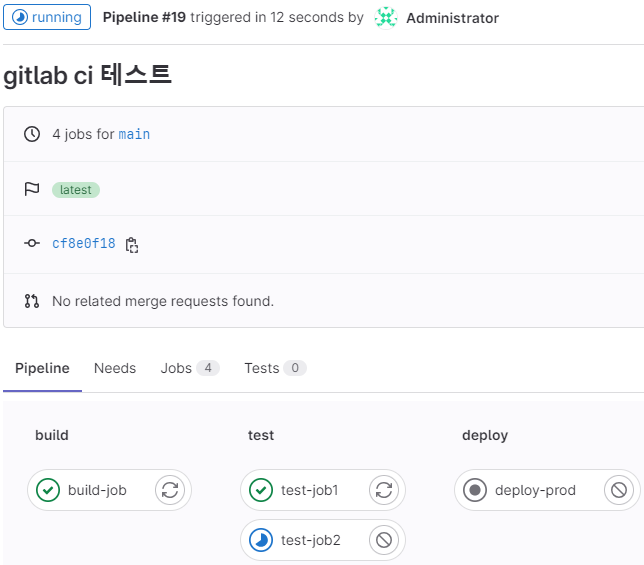 running Pipeline #19 triggered in 12 seconds by Administrator
gitlab ci 테스트
4 jobs for main
latest
cf8e0f18
No related merge requests found.
Pipeline Needs Jobs 4 Tests 0
build test deploy
build-job test-job1 deploy-prod
test-job2